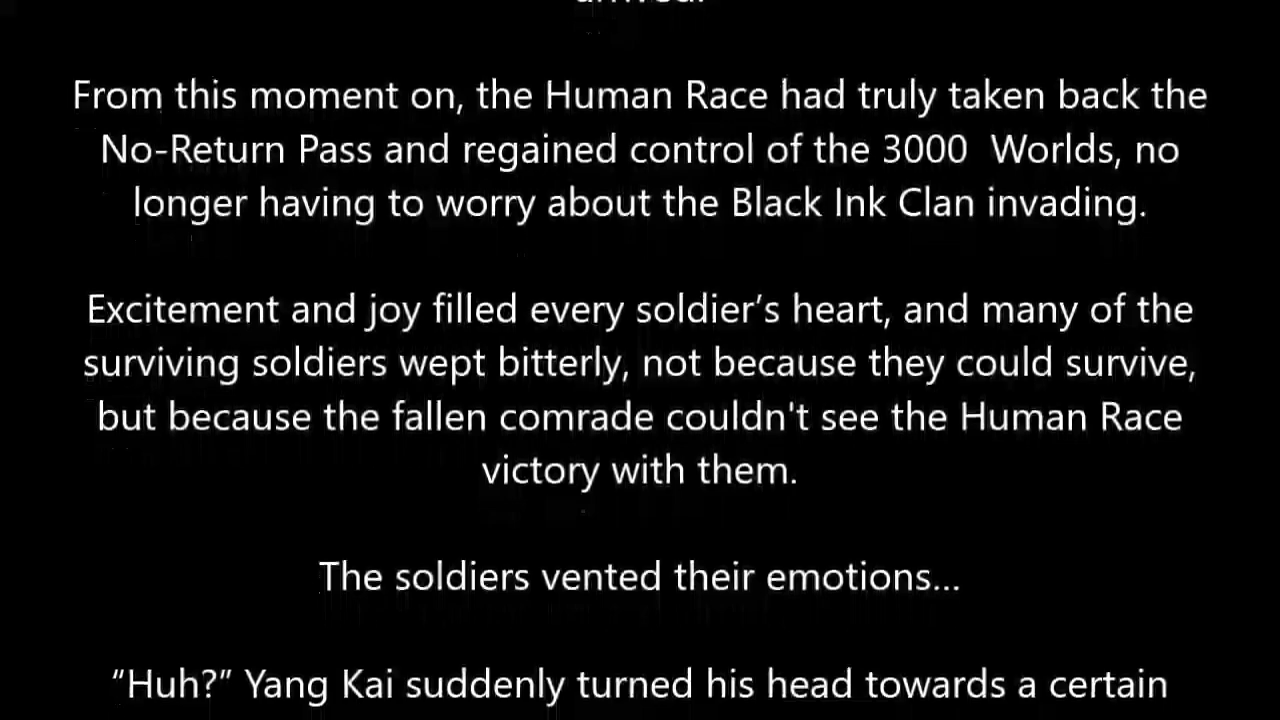 From this moment on, the Human Race had truly taken back the
No-Return Pass and regained control of the 3000  Worlds, no
longer having to worry about the Black Ink Clan invading.
Excitement and joy filled every soldier’s heart, and many of the
surviving soldiers wept bitterly, not because they could survive,
but because the fallen comrade couldn't see the Human Race
victory with them.
The soldiers vented their emotions...
“Huh?” Yang Kai suddenly turned his head towards a certain